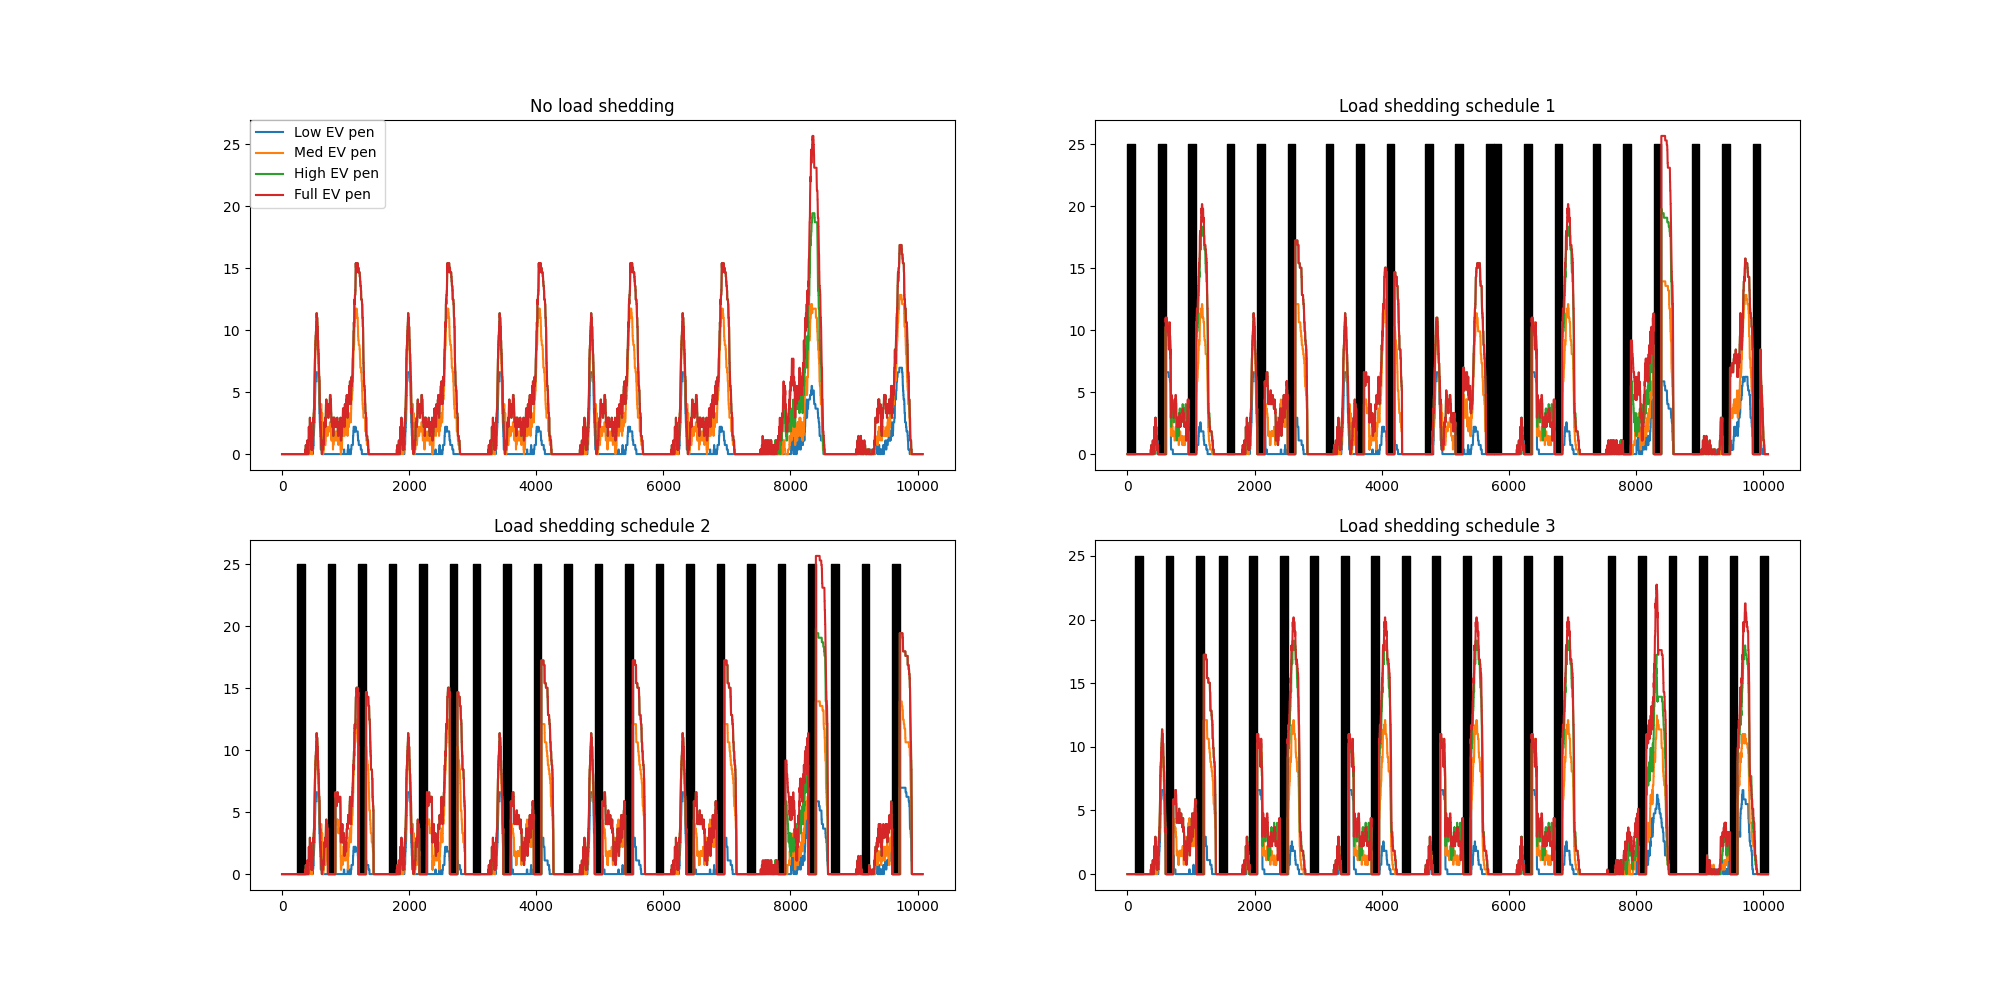 No load shedding
Low EV pen
Med EV pen
High EV pen
Full EV pen
25
20
15
10
5
0
0 2000 4000 6000 8000 10000
Load shedding schedule 1
25
20
15
10
5
0
0 2000 4000 6000 8000 10000
Load shedding schedule 2
25
20
15
10
5
0
0 2000 4000 6000 8000 10000
Load shedding schedule 3
25
20
15
10
5
0
0 2000 4000 6000 8000 10000